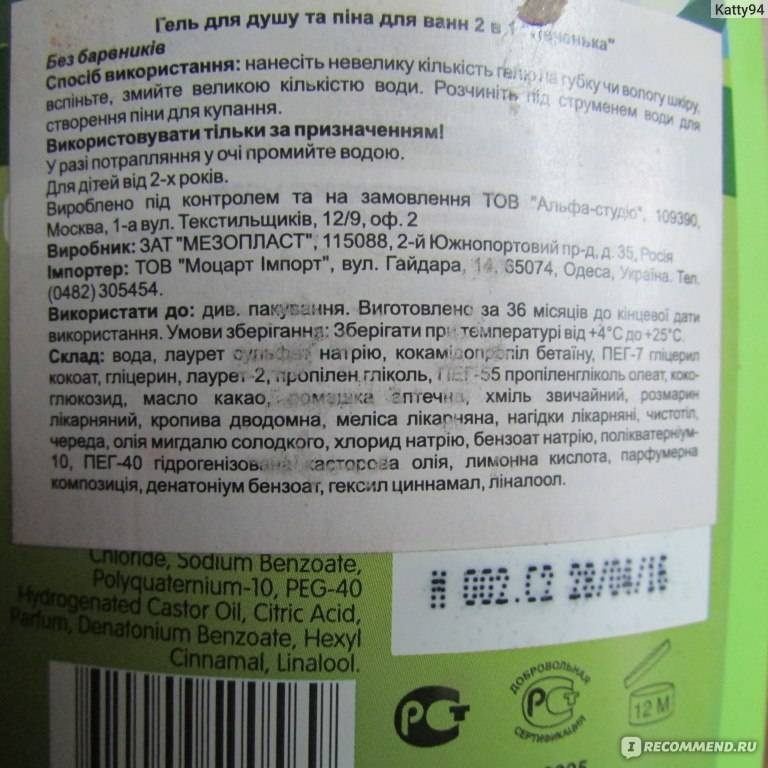 Katty94
Гель для душу та піна для ванн 2 в 1
Без барвників
Спосіб використання: нанесіть невелику кількість гелю на губку чи вологу шкіру,
вспіньте, змийте великою кількістю води. Розчиніть під струменем води для
створення піни для купання.
Використовувати тільки за призначенням!
У разі потрапляння у очі промийте водою.
Для дітей від 2-х років.
Вироблено під контролем та на замовлення ТОВ "Альфа-студіо", 109390,
Москва, 1-а вул. Текстильщиків, 12/9, оф. 2
Виробник: ЗАТ "МЕЗОПЛАСТ", 115088, 2-й Южнопортовий пр-д, д. 35, Росія
Імпортер: ТОВ "Моцарт Імпорт", вул. Гайдара, 14, 65074, Одеса, Україна. Тел.
(0482) 305454.
Використати до: див. пакування. Виготовлено за 36 місяців до кінцевої дати
використання. Умови зберігання: Зберігати при температурі від +4°С до +25°С.
Склад: вода, лаурет сульфат натрію, кокамідопропіл бетаїну, ПЕГ-7 гліцерил
кокоат, гліцерин, лаурет-2, пропілен гліколь, ПЕГ-55 пропіленгліколь олеат, коко-
глюкозид, масло какао, ромашка аптечна, хміль звичайний, розмарин
лікарняний, кропива дводомна, меліса лікарняна, нагідки лікарняні, чистотіл,
череда, олія мигдалю солодкого, хлорид натрію, бензоат натрію, полікватерніум-
10, ПЕГ-40 гідрогенізована касторова олія, лимонна кислота, парфумерна
композиція, денатоніум бензоат, гексил циннамал, ліналоол.
Chloride, Sodium Benzoate,
Polyquaternium-10, PEG-40
Hydrogenated Castor Oil, Citric Acid,
Parfum, Denatonium Benzoate, Hexyl
Cinnamal, Linalool.
H 002.C2 28/04/16
РСТ
ДОБРОВОЛЬНАЯ
РСТ
СЕРТИФИКАЦИЯ
12 M
I RECOMMEND.RU